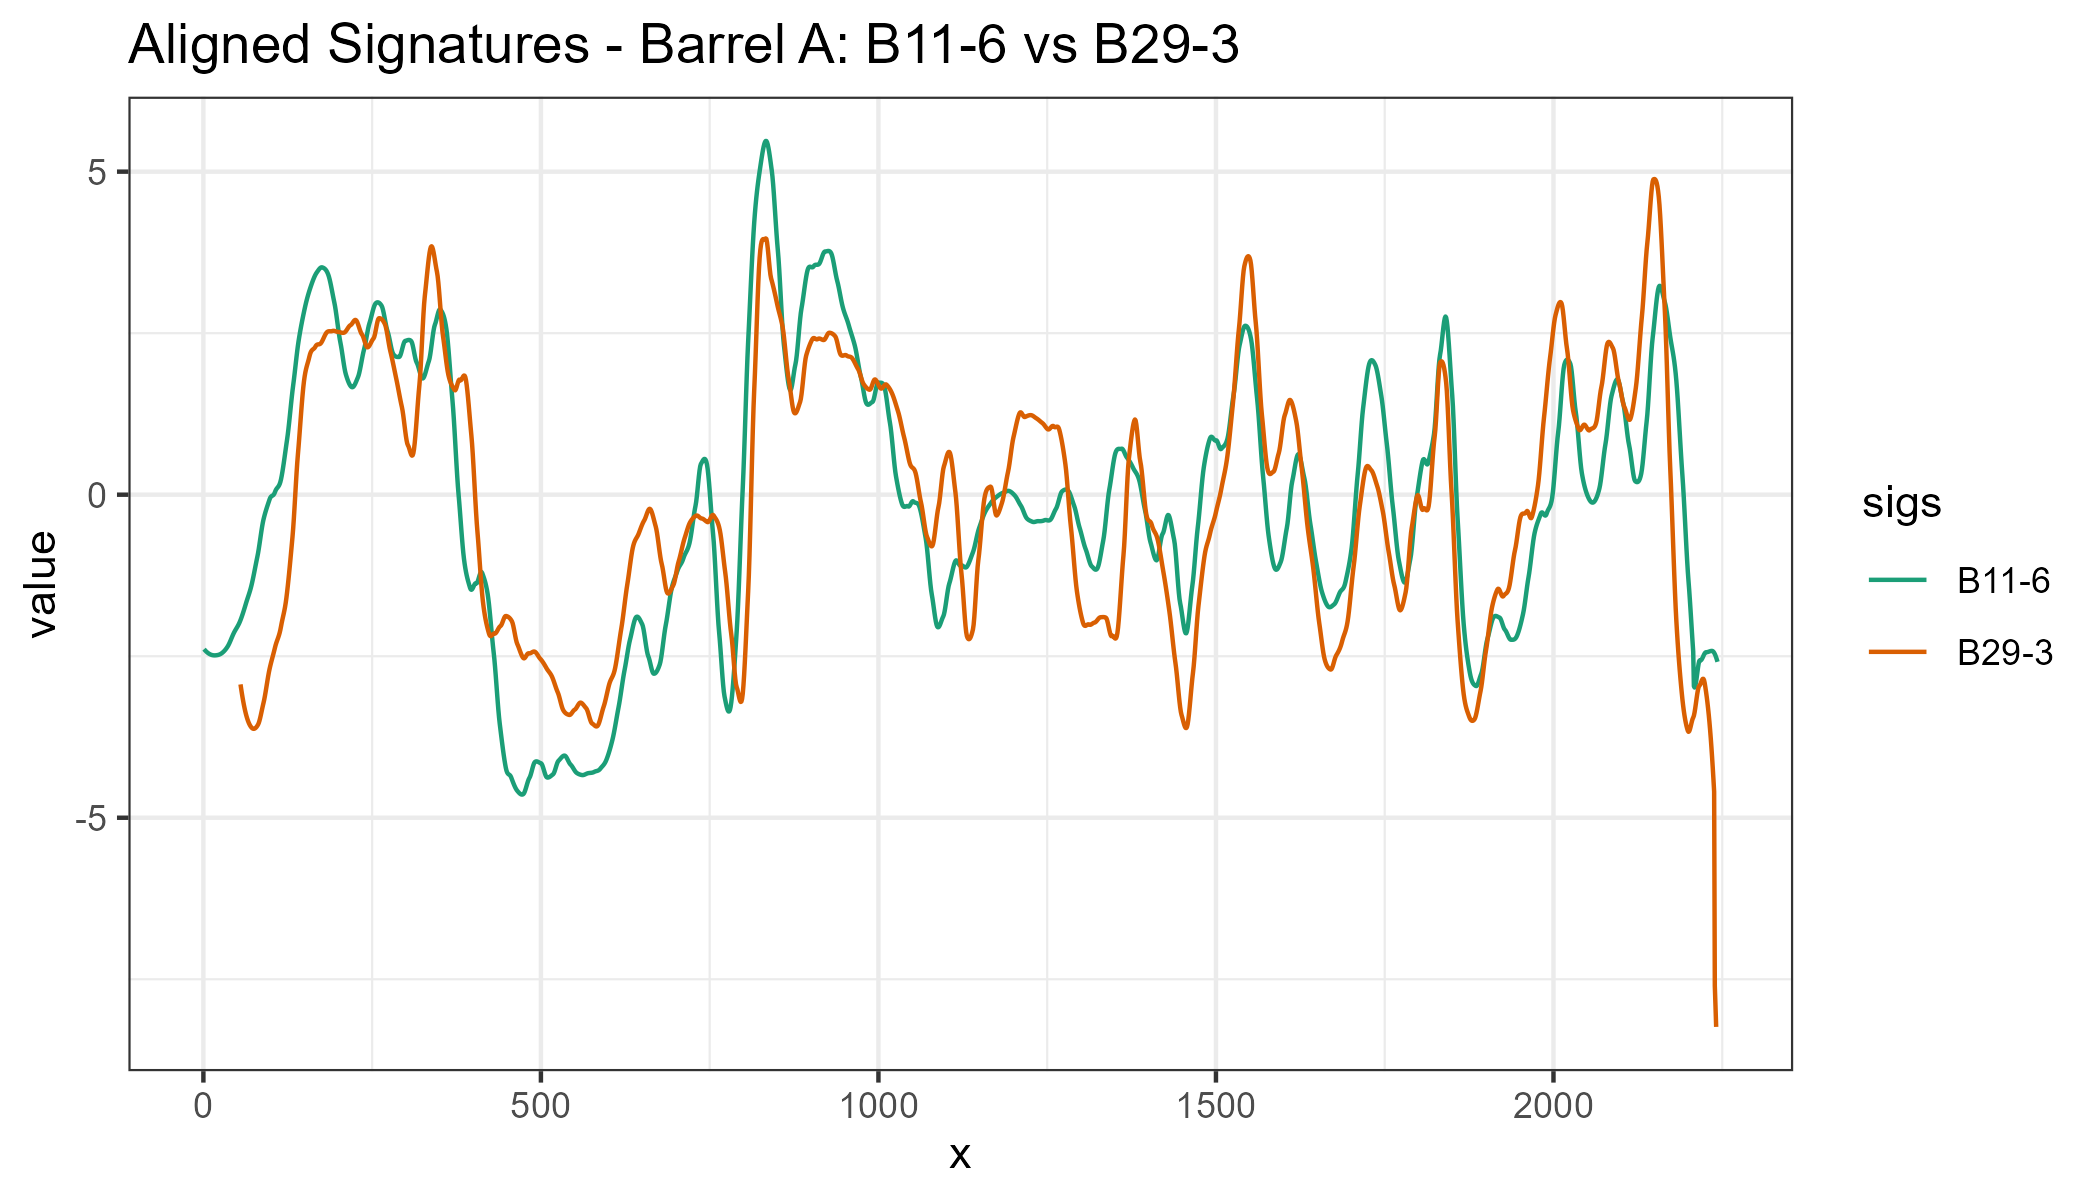 Aligned Signatures - Barrel A: B11-6 vs B29-3
5
0
-5
value
0 500 1000 1500 2000
x
sigs
B11-6
B29-3